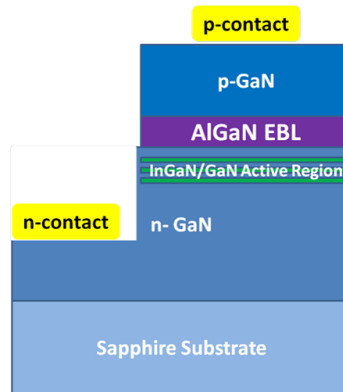 p-contact
p-GaN
AlGaN EBL
InGaN/GaN Active Region
n-contact
n- GaN
Sapphire Substrate